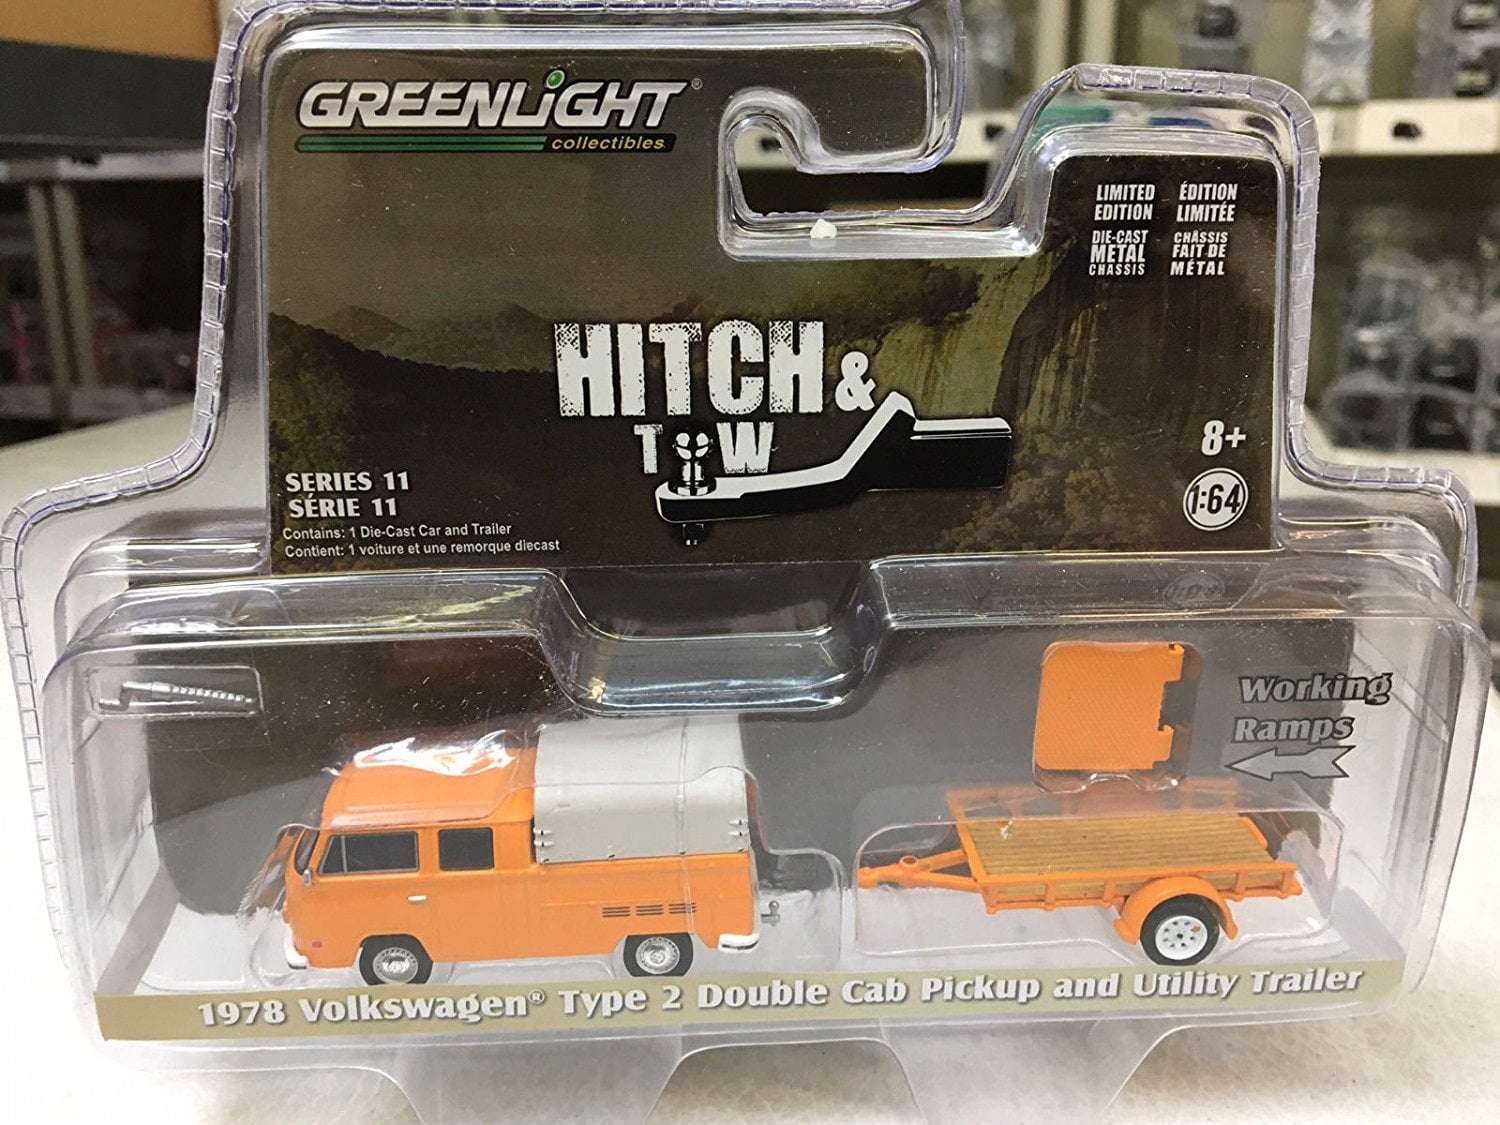 GREENLiGHT®
collectibles
LIMITED EDITION
ÉDITION LIMITÉE
DIE-CAST METAL CHASSIS
CHÂSSIS FAIT DE MÉTAL
HITCH &
TOW
8+
1:64
SERIES 11
SÉRIE 11
Contains: 1 Die-Cast Car and Trailer
Contient: 1 voiture et une remorque diecast
Working
Ramps
1978 Volkswagen® Type 2 Double Cab Pickup and Utility Trailer